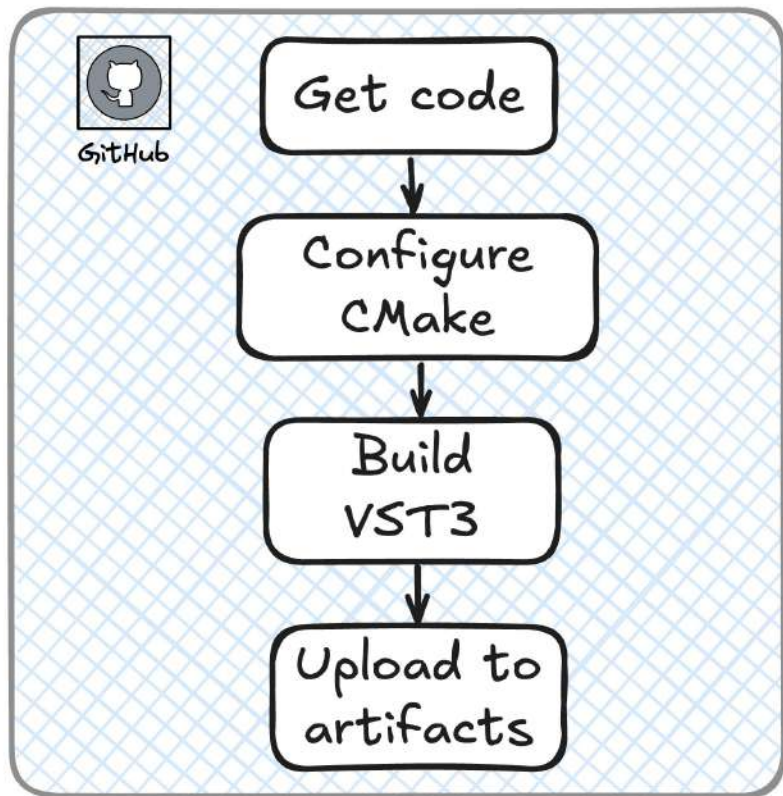 GitHub
Get code
Configure
CMake
Build
VST3
Upload to
artifacts